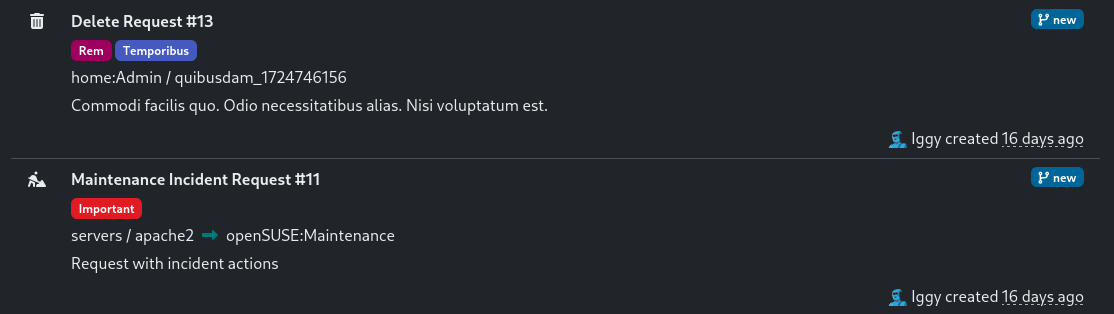 Delete Request #13
new
Rem Temporibus
home:Admin / quibusdam_1724746156
Commodi facilis quo. Odio necessitatibus alias. Nisi voluptatum est.
Iggy created 16 days ago
Maintenance Incident Request #11
new
Important
servers / apache2 ➡ openSUSE:Maintenance
Request with incident actions
Iggy created 16 days ago